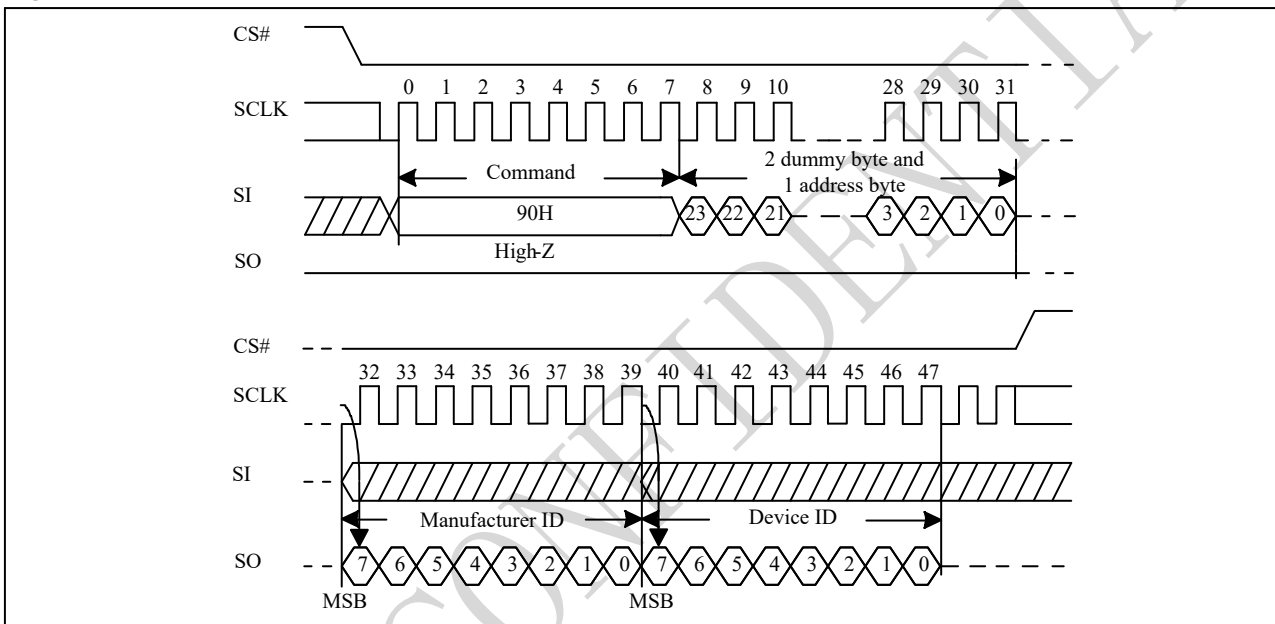 CS#
0 1 2 3 4 5 6 7 8 9 10 28 29 30 31
SCLK
Command
2 dummy byte and
1 address byte
SI
90H
23 22 21 3 2 1 0
High-Z
SO
CS#
32 33 34 35 36 37 38 39 40 41 42 43 44 45 46 47
SCLK
SI
Manufacturer ID
Device ID
SO
7 6 5 4 3 2 1 0 7 6 5 4 3 2 1 0
MSB
MSB